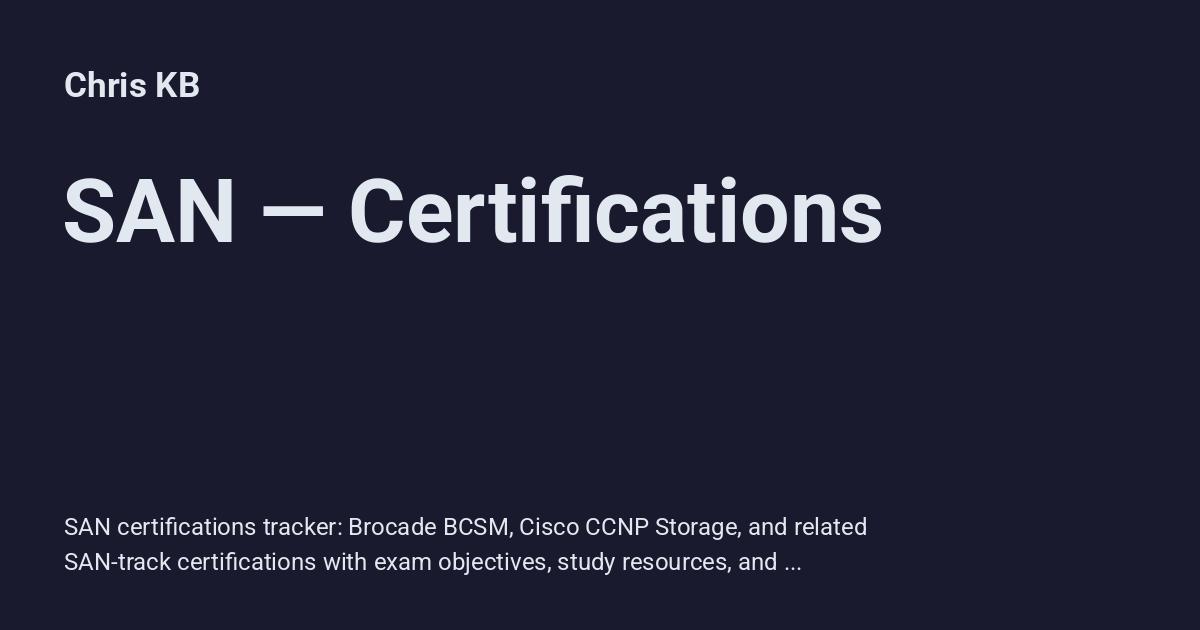 Chris KB
SAN — Certifications
SAN certifications tracker: Brocade BCSM, Cisco CCNP Storage, and related
SAN-track certifications with exam objectives, study resources, and ...